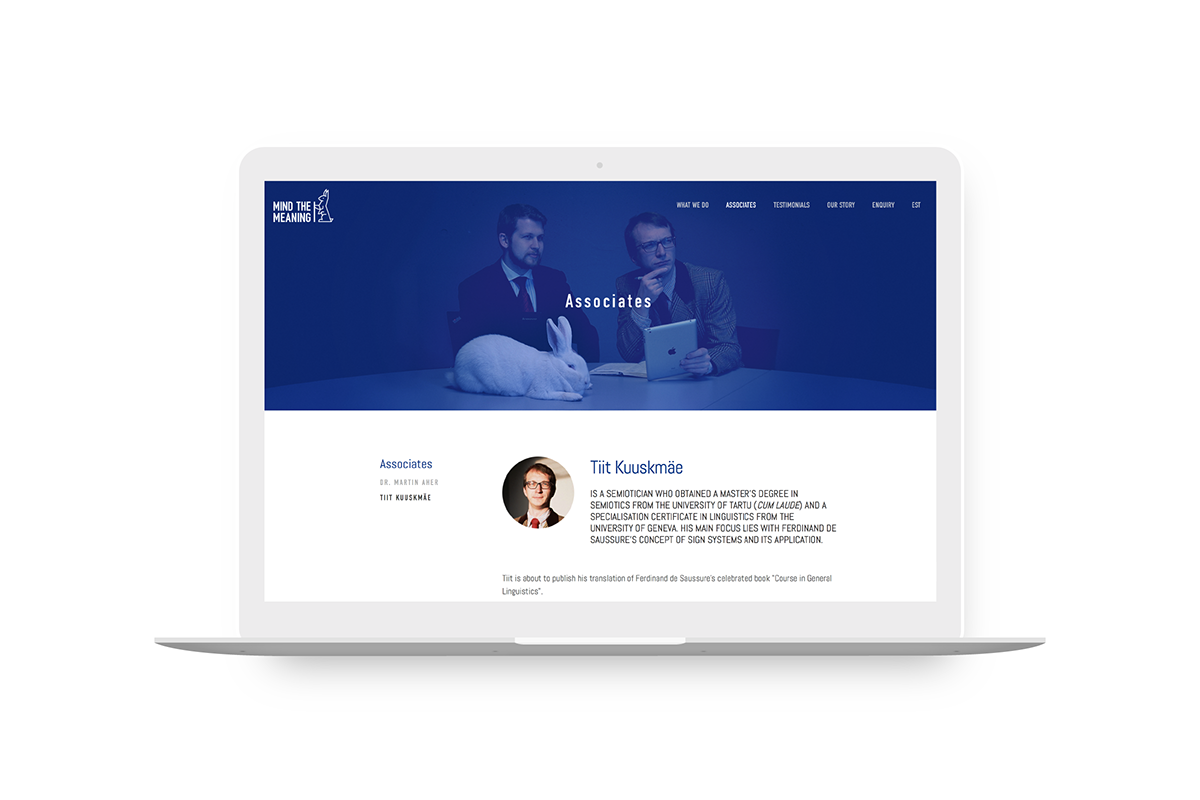 MIND THE
MEANING
WHAT WE DO ASSOCIATES TESTIMONIALS OUR STORY ENQUIRY EST
Associates
Associates
DR. MARTIN AHER
TIIT KUUSKMÄE
Tiit Kuuskmäe
IS A SEMIOTICIAN WHO OBTAINED A MASTER'S DEGREE IN
SEMIOTICS FROM THE UNIVERSITY OF TARTU (CUM LAUDE) AND A
SPECIALISATION CERTIFICATE IN LINGUISTICS FROM THE
UNIVERSITY OF GENEVA. HIS MAIN FOCUS LIES WITH FERDINAND DE
SAUSSURE'S CONCEPT OF SIGN SYSTEMS AND ITS APPLICATION.
Tiit is about to publish his translation of Ferdinand de Saussure's celebrated book "Course in General
Linguistics".